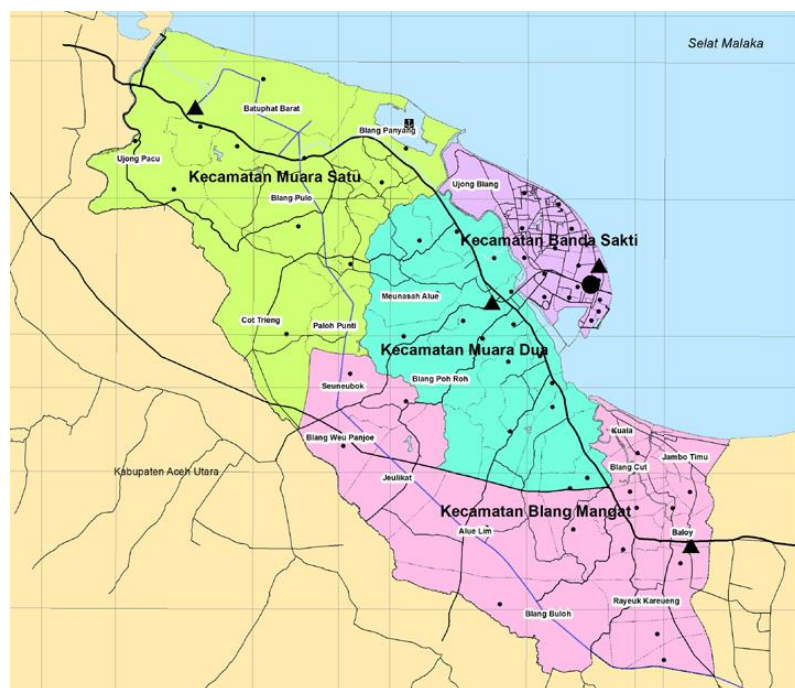 Selat Malaka
Batuphat Barat
Blang Panyang
Ujong Pacu
Kecamatan Muara Satu
Ujong Blang
Blang Pulo
Kecamatan Banda Sakti
Meunasah Alue
Cot Trieng
Paloh Punti
Kecamatan Muara Dua
Blang Poh Roh
Seuneubok
Kuala
Blang Weu Panjoe
Jambo Timu
Blang Cut
Kabupaten Aceh Utara
Jeulikat
Kecamatan Blang Mangat
Alue Lim
Baloy
Rayeuk Kareueng
Blang Buloh